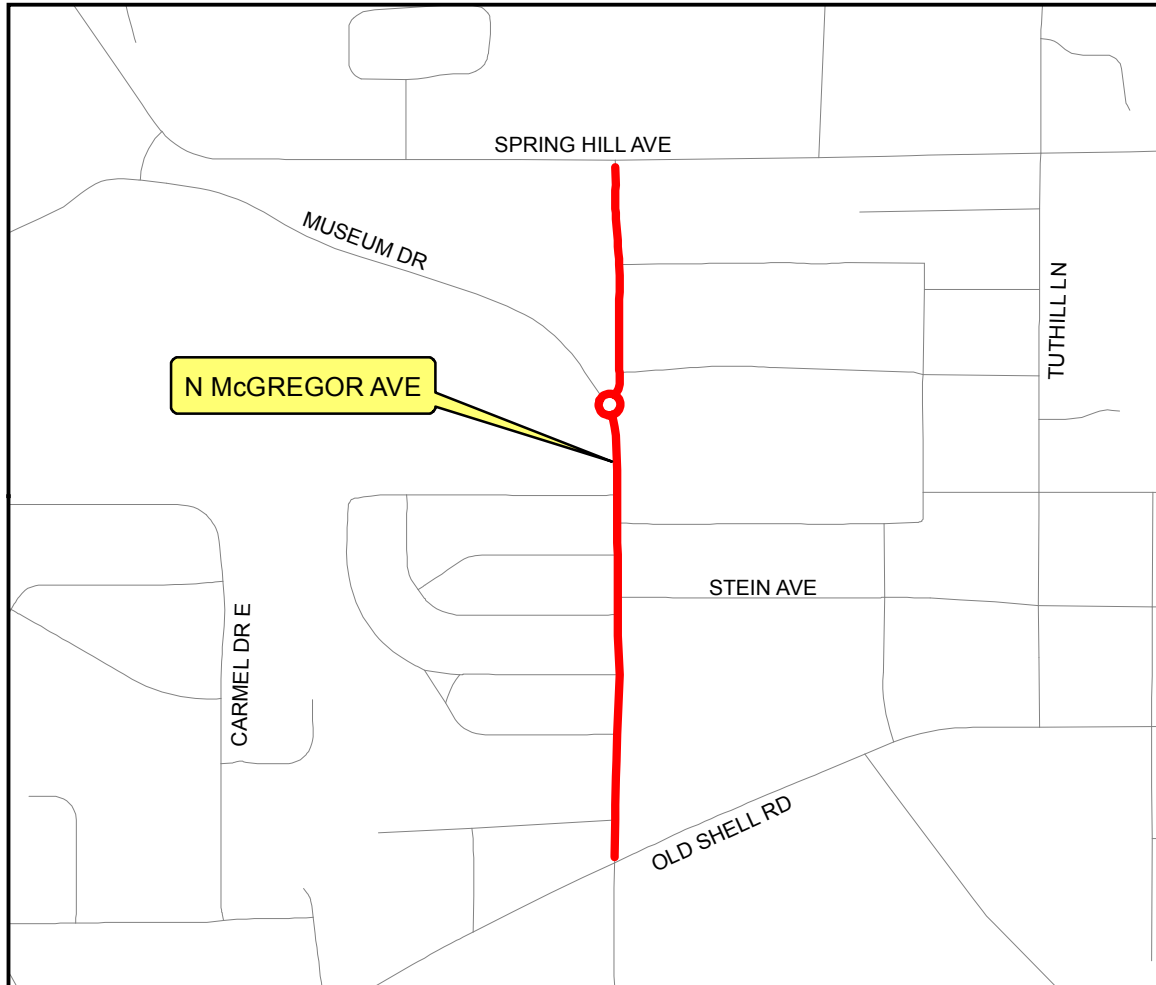 SPRING HILL AVE
MUSEUM DR
TUTHILL LN
N McGREGOR AVE
STEIN AVE
CARMEL DR E
OLD SHELL RD